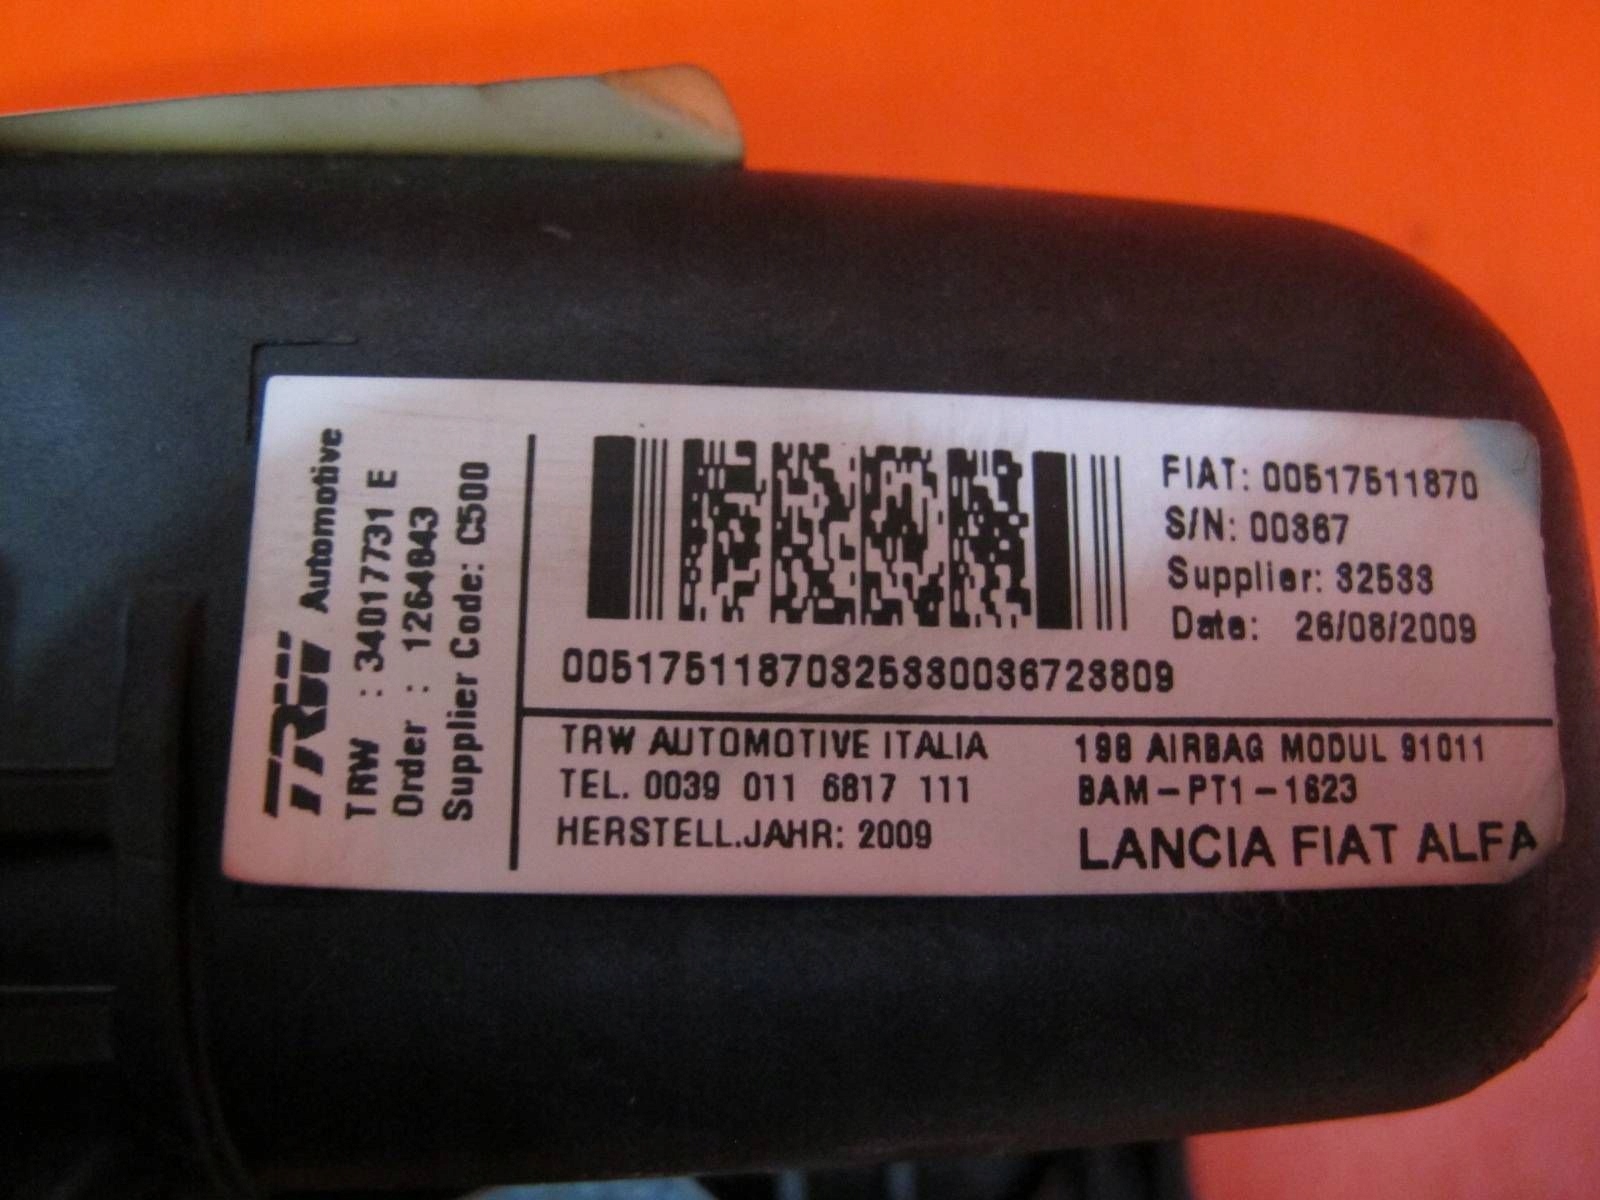 TRW Automotive
TRW : 34017731 E
Order : 1264643
Supplier Code: C500
FIAT: 00517511870
S/N: 00367
Supplier: 32533
Date: 26/08/2009
00517511870325330036723809
TRW AUTOMOTIVE ITALIA
TEL. 0039 011 6817 111
HERSTELL.JAHR: 2009
198 AIRBAG MODUL 91011
BAM-PT1-1623
LANCIA FIAT ALFA